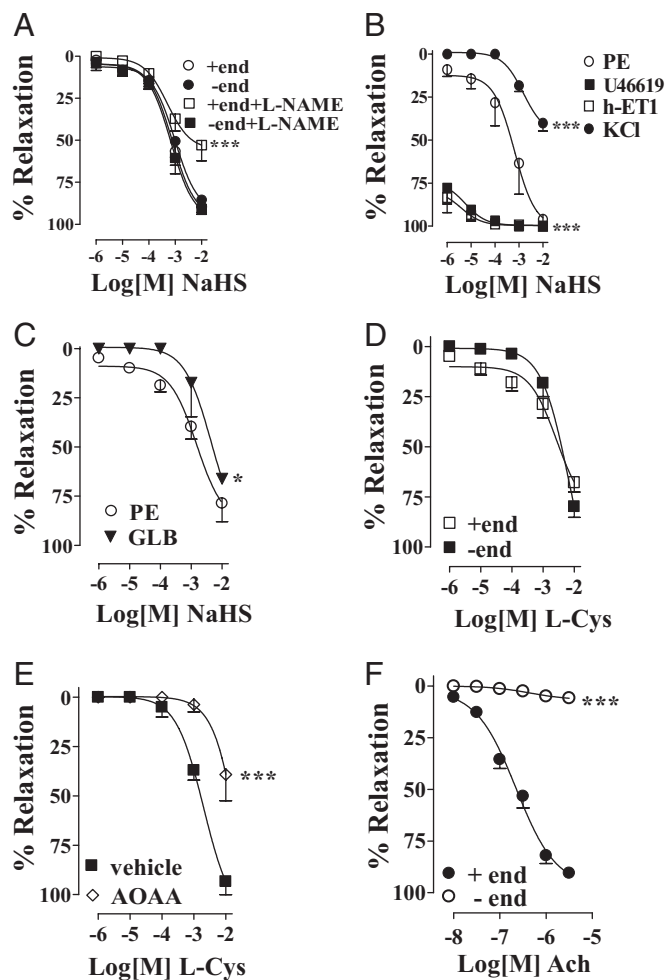 A
% Relaxation
0
25
50
75
100
+end
-end
+end+L-NAME
-end+L-NAME
***
-6 -5 -4 -3 -2
Log[M] NaHS
B
% Relaxation
0
25
50
75
100
PE
U46619
h-ET1
KCl
***
***
-6 -5 -4 -3 -2
Log[M] NaHS
C
% Relaxation
0
25
50
75
100
*
PE
GLB
-6 -5 -4 -3 -2
Log[M] NaHS
D
% Relaxation
0
25
50
75
100
+end
-end
-6 -5 -4 -3 -2
Log[M] L-Cys
E
% Relaxation
0
25
50
75
100
***
vehicle
AOAA
-6 -5 -4 -3 -2
Log[M] L-Cys
F
% Relaxation
0
25
50
75
100
***
+ end
- end
-8 -7 -6 -5
Log[M] Ach